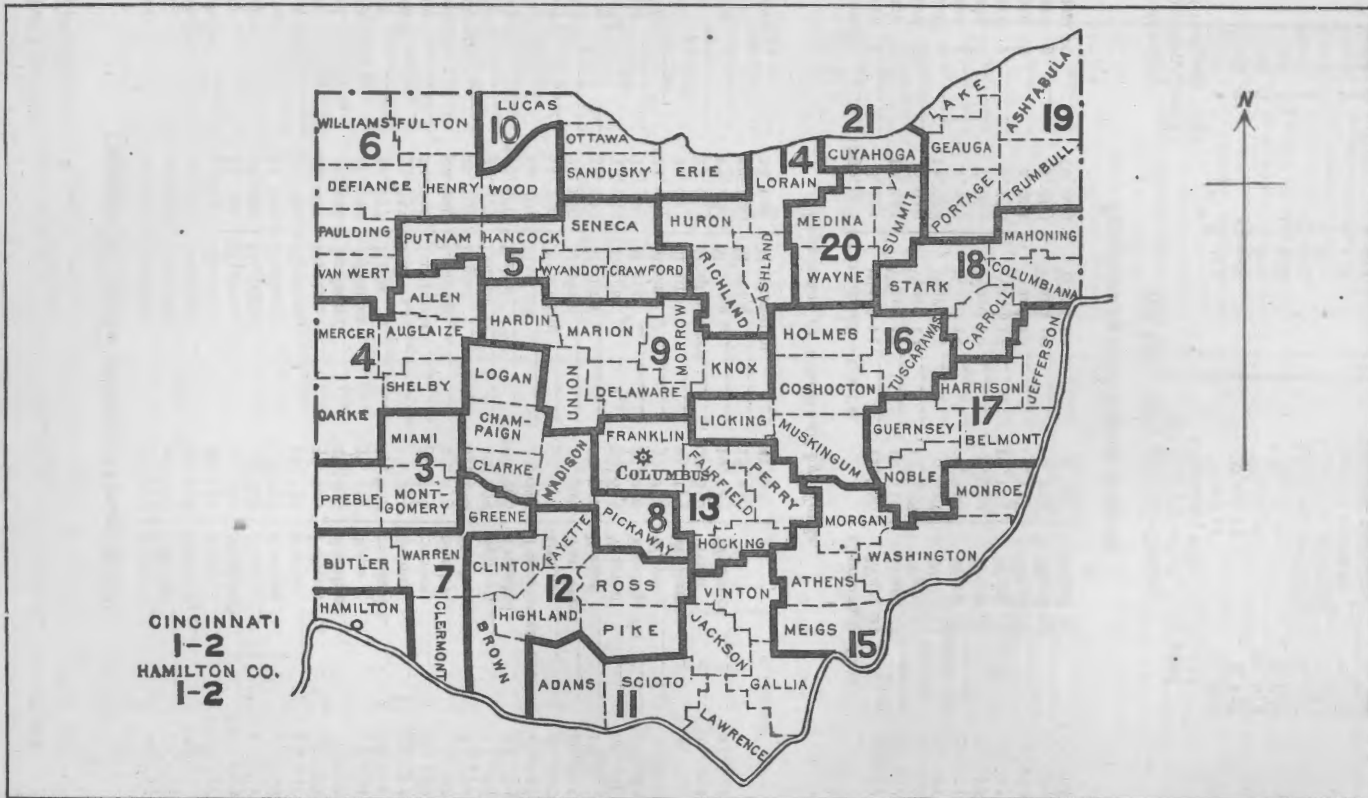 N
LAKE
ASHTABULA
LUCAS
21
19
WILLIAMS
FULTON
10
OTTAWA
CUYAHOGA
GEAUGA
6
14
TRUMBULL
SANDUSKY
ERIE
LORAIN
DEFIANCE
HENRY
WOOD
PORTAGE
SUMMIT
HURON
MEDINA
PAULDING
PUTNAM
HANCOCK
SENECA
MAHONING
20
5
18
VAN WERT
WYANDOT
CRAWFORD
RICHLAND
ASHLAND
WAYNE
STARK
COLUMBIANA
ALLEN
HARDIN
MARION
HOLMES
CARROLL
MERGER
AUGLAIZE
9
MORROW
16
TUSCARAWAS
JEFFERSON
4
LOGAN
KNOX
SHELBY
UNION
DELAWARE
COSHOCTON
HARRISON
DARKE
17
CHAM-
PAIGN
LICKING
MUSKINGUM
GUERNSEY
BELMONT
MIAMI
FRANKLIN
3
CLARKE
MADISON
COLUMBUS
FAIRFIELD
PERRY
NOBLE
MONROE
PREBLE
MONT-
GOMERY
GREENE
PICKAWAY
8
13
MORGAN
HOCKING
WASHINGTON
BUTLER
WARREN
7
CLINTON
FAYETTE
12
ROSS
VINTON
ATHENS
HAMILTON
CLERMONT
HIGHLAND
PIKE
MEIGS
15
CINCINNATI
1-2
HAMILTON CO.
1-2
BROWN
JACKSON
ADAMS
SCIOTO
GALLIA
11
LAWRENCE